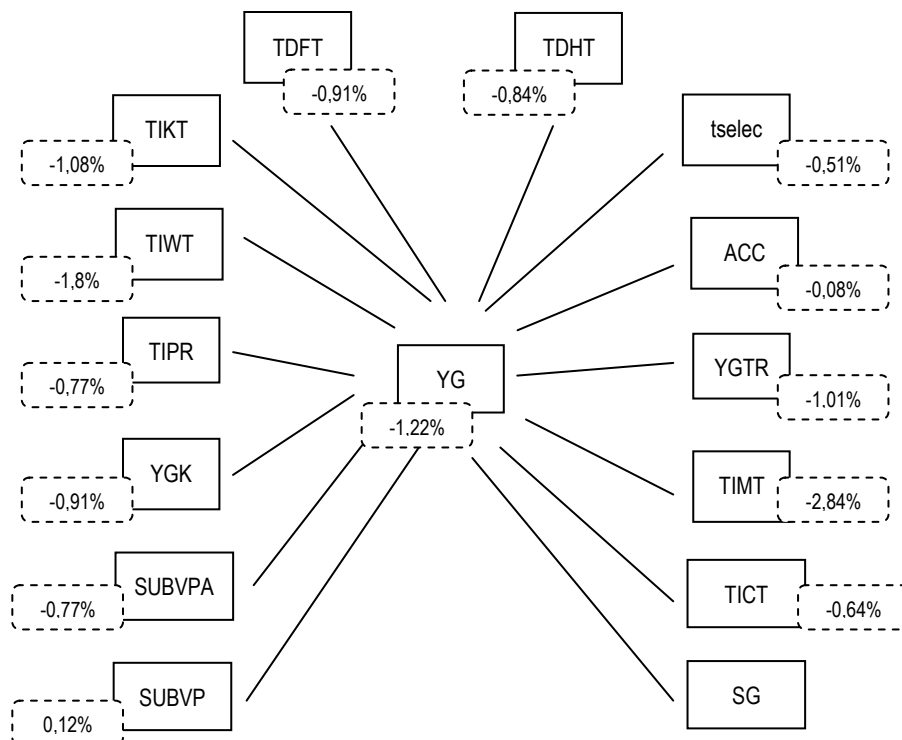 TDFT
-0,91%
TDHT
-0,84%
TIKT
-1,08%
tselec
-0,51%
TIWT
-1,8%
ACC
-0,08%
TIPR
-0,77%
YG
-1,22%
YGTR
-1,01%
YGK
-0,91%
TIMT
-2,84%
SUBVPA
-0,77%
TICT
-0,64%
SUBVP
0,12%
SG